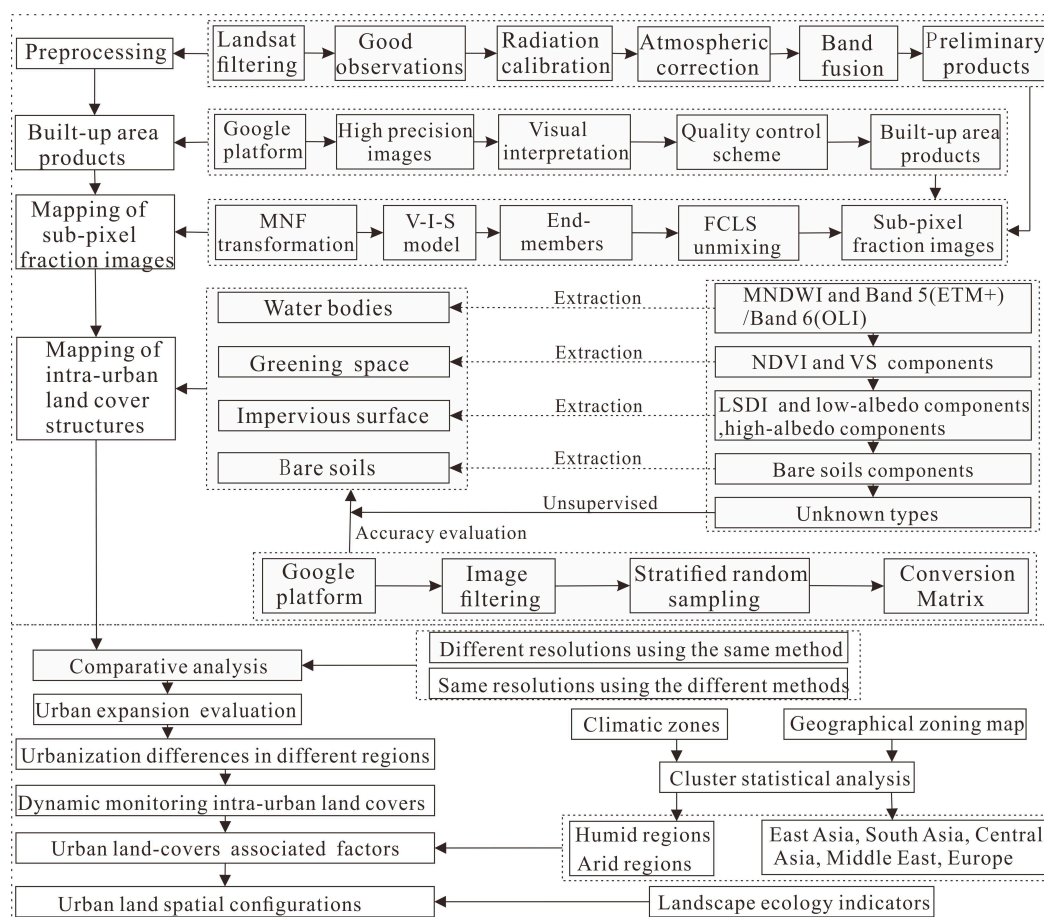 Preprocessing
Landsat
filtering
Good
observations
Radiation
calibration
Atmospheric
correction
Band
fusion
Preliminary
products
Built-up area
products
Google
platform
High precision
images
Visual
interpretation
Quality control
scheme
Built-up area
products
Mapping of
sub-pixel
fraction images
MNF
transformation
V-I-S
model
End-
members
FCLS
unmixing
Sub-pixel
fraction images
Mapping of
intra-urban
land cover
structures
Water bodies
Extraction
MNDWI and Band 5(ETM+)
/Band 6(OLI)
Greening space
Extraction
NDVI and VS components
Impervious surface
Extraction
LSDI and low-albedo components
,high-albedo components
Bare soils
Extraction
Bare soils components
Unsupervised
Unknown types
Accuracy evaluation
Google
platform
Image
filtering
Stratified random
sampling
Conversion
Matrix
Comparative analysis
Different resolutions using the same method
Same resolutions using the different methods
Urban expansion evaluation
Climatic zones
Geographical zoning map
Urbanization differences in different regions
Cluster statistical analysis
Dynamic monitoring intra-urban land covers
Urban land-covers associated factors
Humid regions
Arid regions
East Asia, South Asia, Central
Asia, Middle East, Europe
Urban land spatial configurations
Landscape ecology indicators